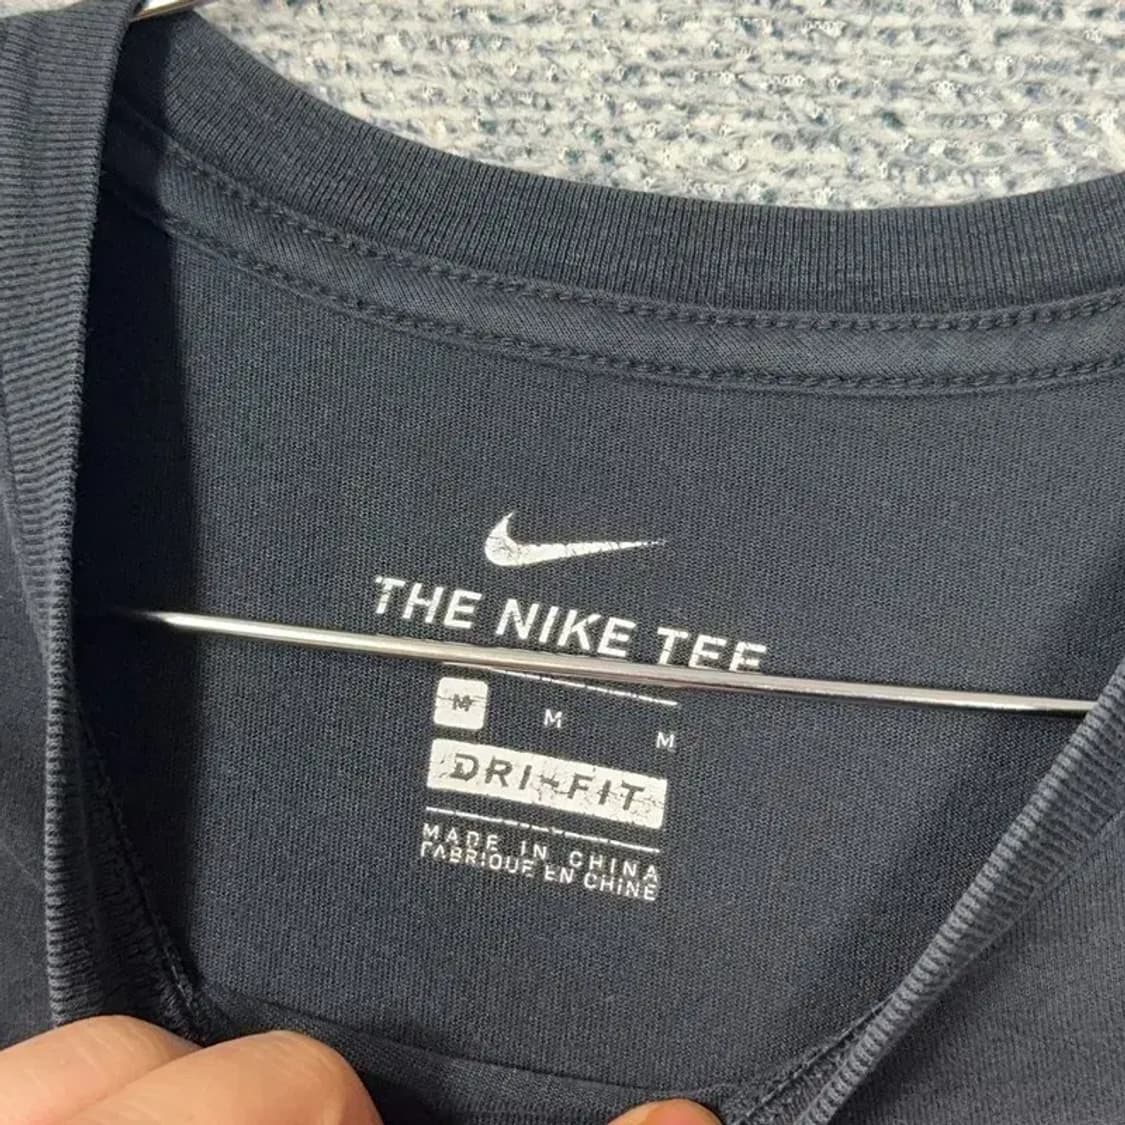 THE NIKE TEE
M M M
DRI-FIT
MADE IN CHINA
FABRIQUE EN CHINE